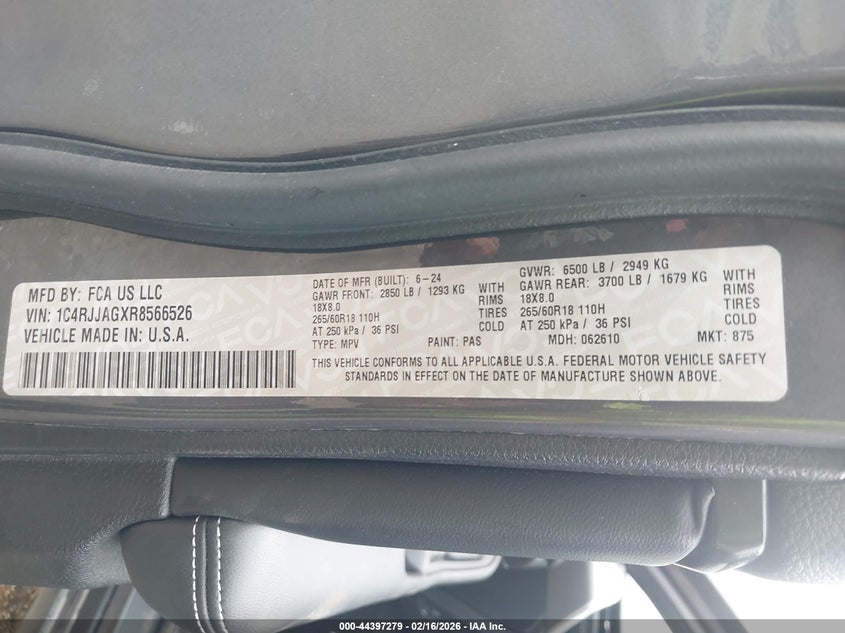 MFD BY: FCA US LLC
VIN: 1C4RJJAGXR8566526
VEHICLE MADE IN: U.S.A.
DATE OF MFR (BUILT): 6-24
GAWR FRONT: 2850 LB / 1293 KG WITH
18X8.0 RIMS
265/60R18 110H TIRES
AT 250 kPa / 36 PSI COLD
TYPE: MPV PAINT: PAS
GVWR: 6500 LB / 2949 KG
GAWR REAR: 3700 LB / 1679 KG WITH
18X8.0 RIMS
265/60R18 110H TIRES
AT 250 kPa / 36 PSI COLD
MDH: 062610 MKT: 875
THIS VEHICLE CONFORMS TO ALL APPLICABLE U.S.A. FEDERAL MOTOR VEHICLE SAFETY
STANDARDS IN EFFECT ON THE DATE OF MANUFACTURE SHOWN ABOVE.
000-44397279 - 02/16/2026 - IAA Inc.